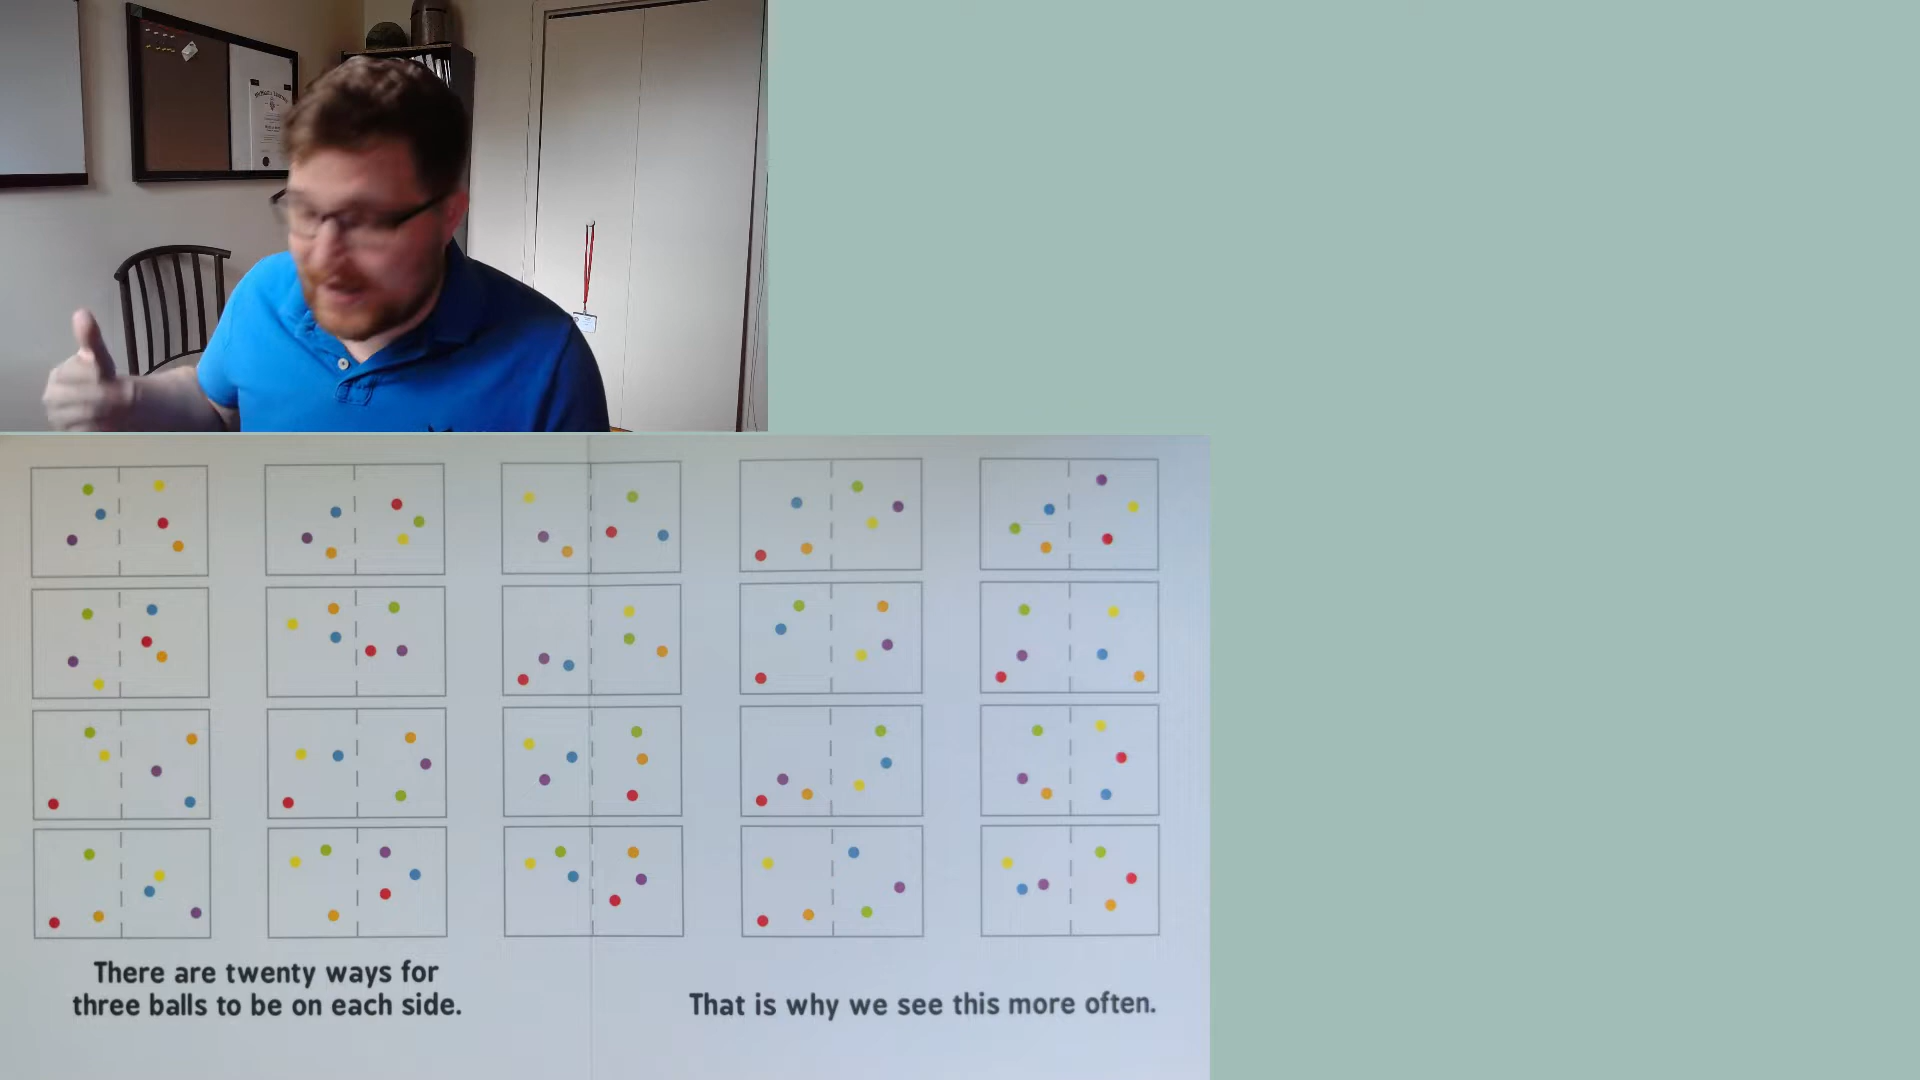 There are twenty ways for
three balls to be on each side.
That is why we see this more often.